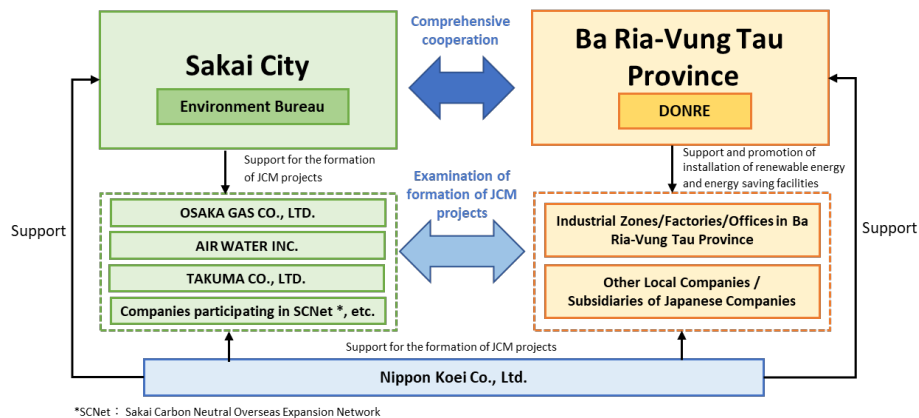 Comprehensive
cooperation
Sakai City
Environment Bureau
Ba Ria-Vung Tau
Province
DONRE
Support for the formation
of JCM projects
Support and promotion of
installation of renewable energy
and energy saving facilities
Examination of
formation of JCM
projects
Support
Support
OSAKA GAS CO., LTD.
AIR WATER INC.
TAKUMA CO., LTD.
Companies participating in SCNet *, etc.
Industrial Zones/Factories/Offices in Ba
Ria-Vung Tau Province
Other Local Companies /
Subsidiaries of Japanese Companies
Support for the formation of JCM projects
Nippon Koei Co., Ltd.
*SCNet： Sakai Carbon Neutral Overseas Expansion Network